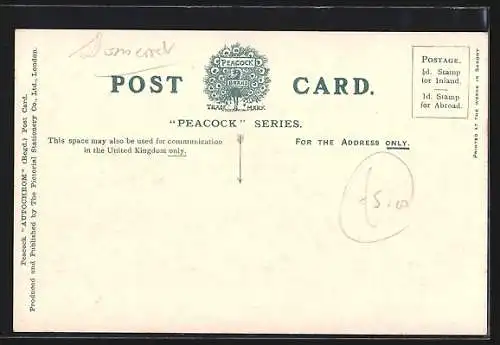 Somerset
POST CARD.
PEACOCK
BRAND
TRADE MARK
"PEACOCK" SERIES.
This space may also be used for communication
in the United Kingdom only.
FOR THE ADDRESS ONLY.
POSTAGE.
½d. Stamp
for Inland.
1d. Stamp
for Abroad.
PRINTED AT THE WORKS IN SAXONY
Peacock "AUTOCHROM" (Regd.) Post Card.
Produced and Published by The Pictorial Stationery Co., Ltd., London.